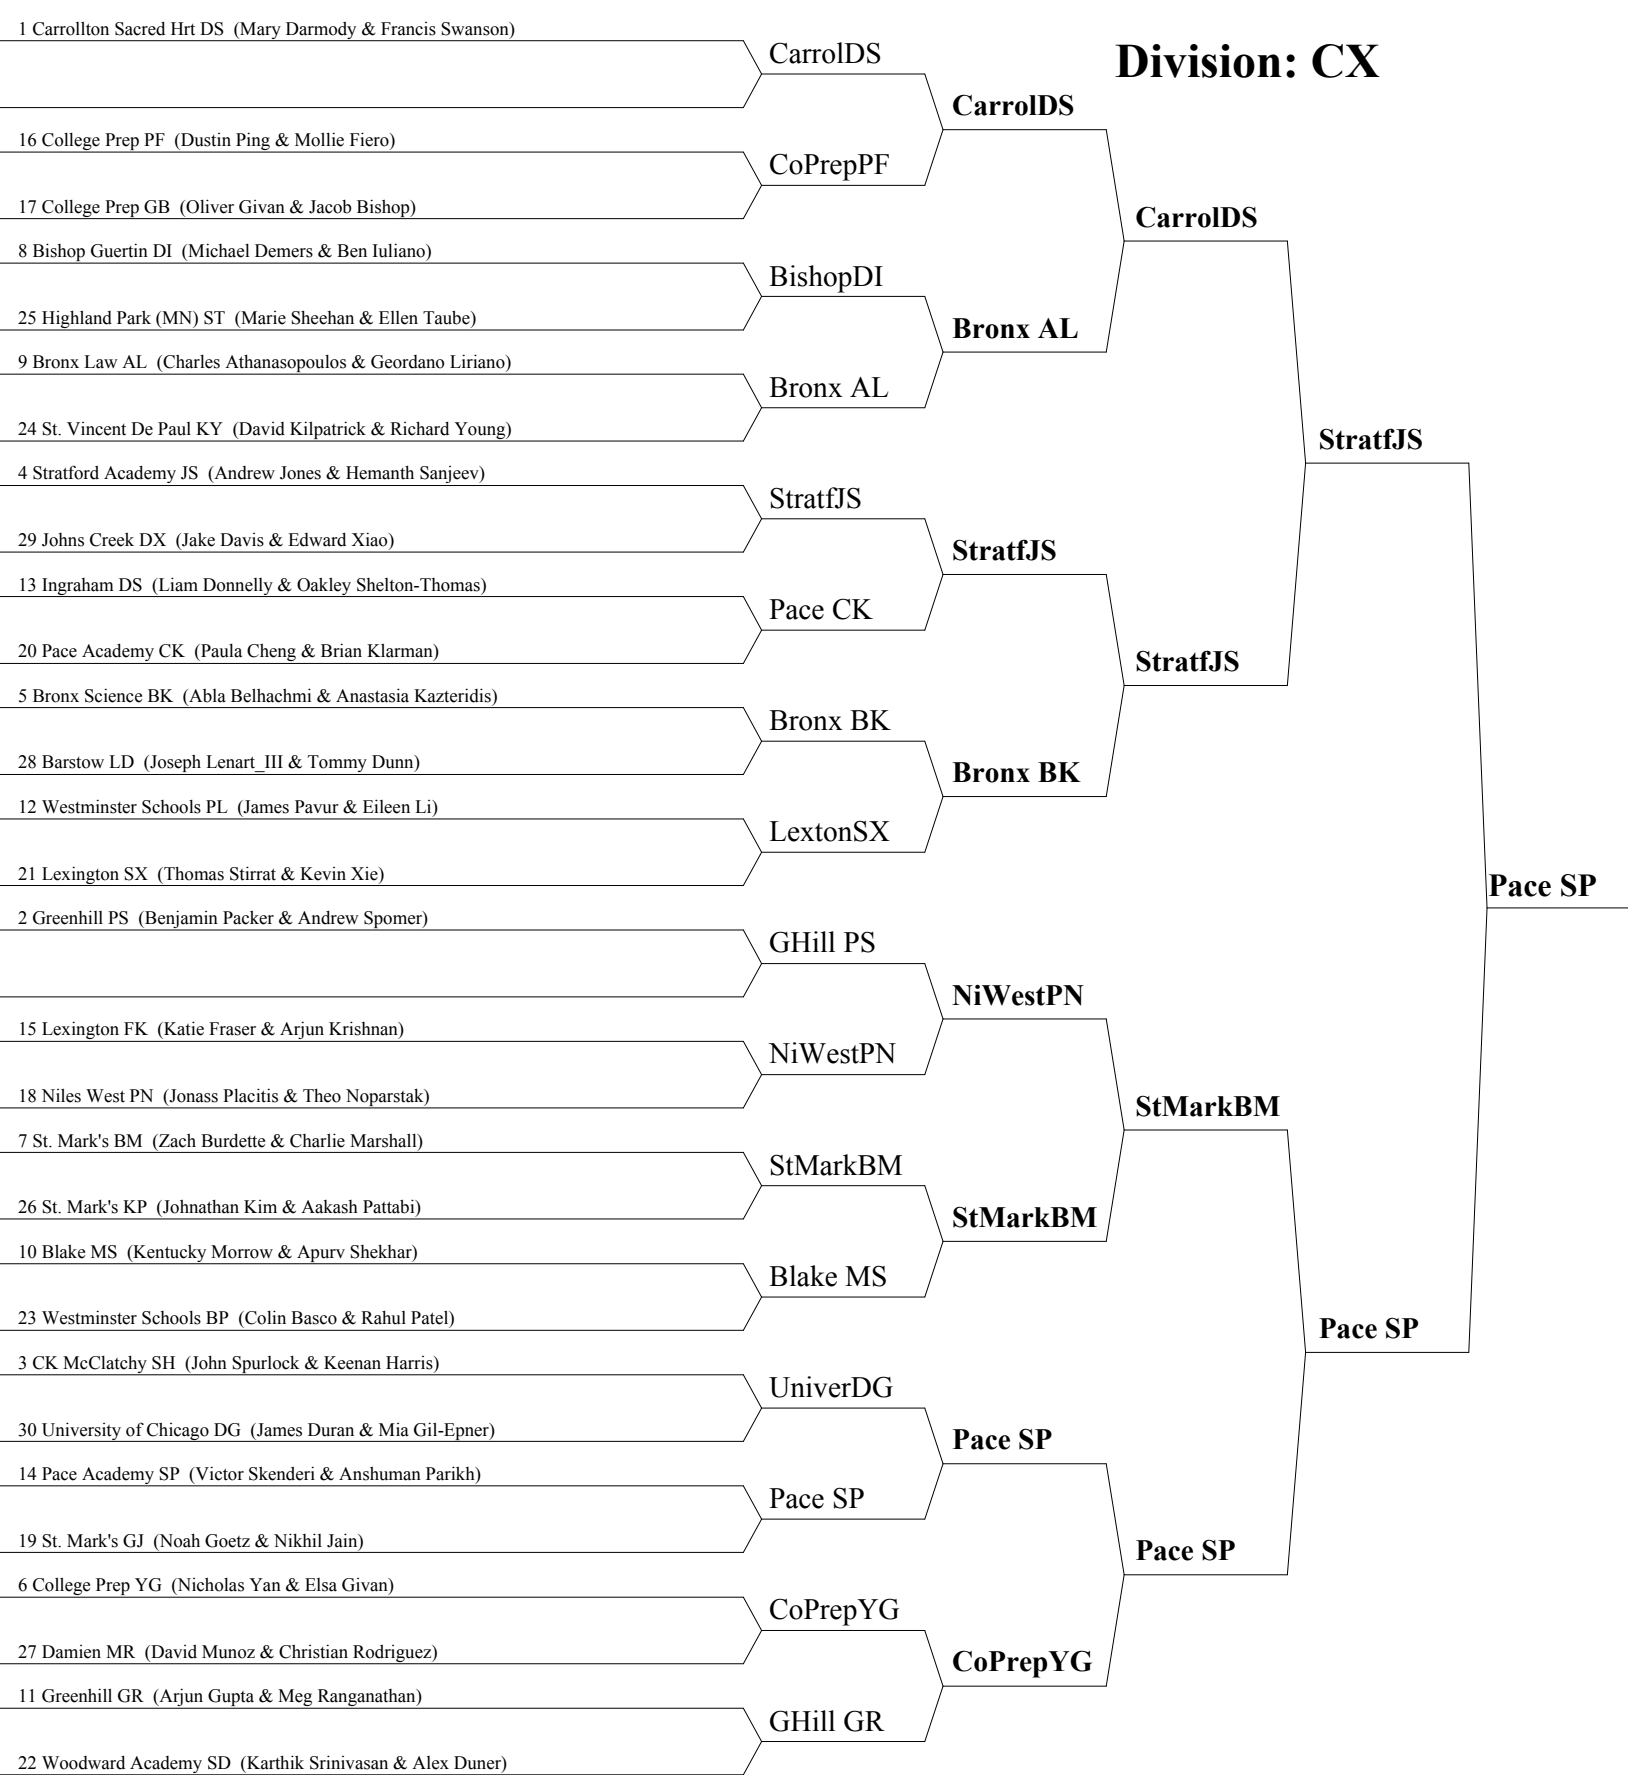 1 Carrollton Sacred Hrt DS (Mary Darmody & Francis Swanson)
CarrolDS
Division: CX
CarrolDS
16 College Prep PF (Dustin Ping & Mollie Fiero)
CoPrepPF
17 College Prep GB (Oliver Givan & Jacob Bishop)
CarrolDS
8 Bishop Guertin DI (Michael Demers & Ben Iuliano)
BishopDI
25 Highland Park (MN) ST (Marie Sheehan & Ellen Taube)
Bronx AL
9 Bronx Law AL (Charles Athanasopoulos & Geordano Liriano)
Bronx AL
24 St. Vincent De Paul KY (David Kilpatrick & Richard Young)
StratfJS
4 Stratford Academy JS (Andrew Jones & Hemanth Sanjeev)
StratfJS
29 Johns Creek DX (Jake Davis & Edward Xiao)
StratfJS
13 Ingraham DS (Liam Donnelly & Oakley Shelton-Thomas)
Pace CK
20 Pace Academy CK (Paula Cheng & Brian Klarman)
StratfJS
5 Bronx Science BK (Abla Belhachmi & Anastasia Kazteridis)
Bronx BK
28 Barstow LD (Joseph Lenart_III & Tommy Dunn)
Bronx BK
12 Westminster Schools PL (James Pavur & Eileen Li)
LextonSX
21 Lexington SX (Thomas Stirrat & Kevin Xie)
Pace SP
2 Greenhill PS (Benjamin Packer & Andrew Spomer)
GHill PS
NiWestPN
15 Lexington FK (Katie Fraser & Arjun Krishnan)
NiWestPN
18 Niles West PN (Jonass Placitis & Theo Noparstak)
StMarkBM
7 St. Mark's BM (Zach Burdette & Charlie Marshall)
StMarkBM
26 St. Mark's KP (Johnathan Kim & Aakash Pattabi)
StMarkBM
10 Blake MS (Kentucky Morrow & Apurv Shekhar)
Blake MS
23 Westminster Schools BP (Colin Basco & Rahul Patel)
Pace SP
3 CK McClatchy SH (John Spurlock & Keenan Harris)
UniverDG
30 University of Chicago DG (James Duran & Mia Gil-Epner)
Pace SP
14 Pace Academy SP (Victor Skenderi & Anshuman Parikh)
Pace SP
19 St. Mark's GJ (Noah Goetz & Nikhil Jain)
Pace SP
6 College Prep YG (Nicholas Yan & Elsa Givan)
CoPrepYG
27 Damien MR (David Munoz & Christian Rodriguez)
CoPrepYG
11 Greenhill GR (Arjun Gupta & Meg Ranganathan)
GHill GR
22 Woodward Academy SD (Karthik Srinivasan & Alex Duner)